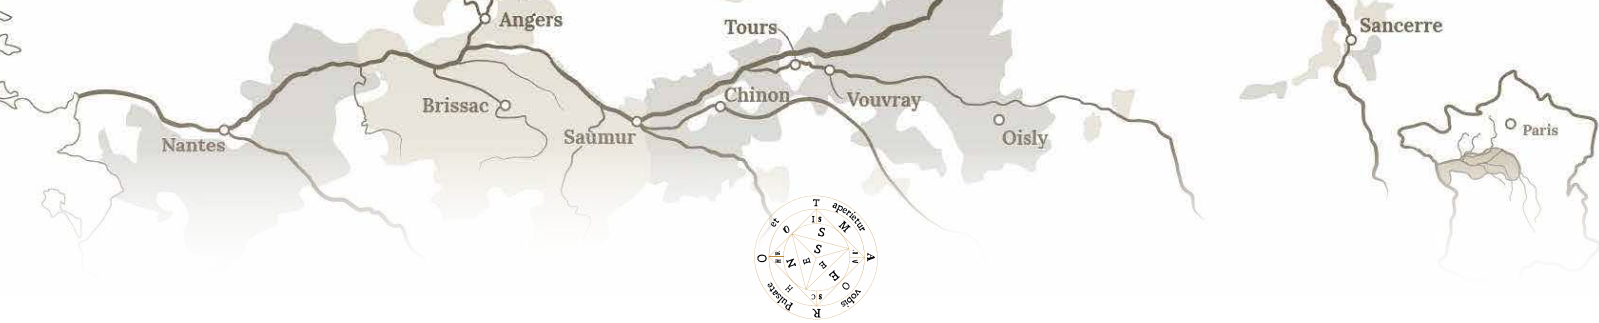 Angers
Tours
Sancerre
Brissac
Chinon
Vouvray
Paris
Nantes
Saumur
Oisly
T
aperietur
A
vobis
R
Pulsate
O
et